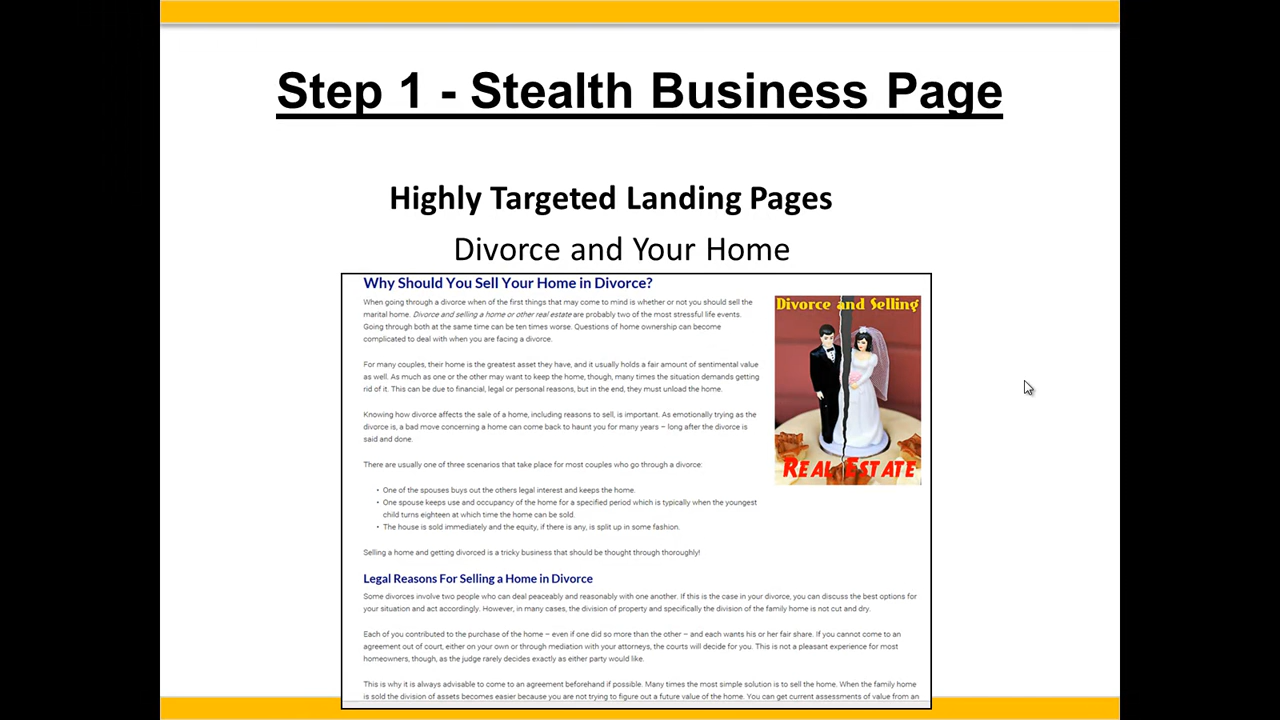 Step 1 - Stealth Business Page
Highly Targeted Landing Pages
Divorce and Your Home
Why Should You Sell Your Home in Divorce?
When going through a divorce when of the first things that may come to mind is whether or not you should sell the
marital home. Divorce and selling a home or other real estate are probably two of the most stressful life events.
Going through both at the same time can be ten times worse. Questions of home ownership can become
complicated to deal with when you are facing a divorce.
For many couples, their home is the greatest asset they have, and it usually holds a fair amount of sentimental value
as well. As much as one or the other may want to keep the home, though, many times the situation demands getting
rid of it. This can be due to financial, legal or personal reasons, but in the end, they must unload the home.
Knowing how divorce affects the sale of a home, including reasons to sell, is important. As emotionally trying as the
divorce is, a bad move concerning a home can come back to haunt you for many years – long after the divorce is
said and done.
There are usually one of three scenarios that take place for most couples who go through a divorce:
• One of the spouses buys out the others legal interest and keeps the home.
• One spouse keeps use and occupancy of the home for a specified period which is typically when the youngest
child turns eighteen at which time the home can be sold.
• The house is sold immediately and the equity, if there is any, is split up in some fashion.
Selling a home and getting divorced is a tricky business that should be thought through thoroughly!
Divorce and Selling
REAL ESTATE
Legal Reasons For Selling a Home in Divorce
Some divorces involve two people who can deal peaceably and reasonably with one another. If this is the case in your divorce, you can discuss the best options for
your situation and act accordingly. However, in many cases, the division of property and specifically the division of the family home is not cut and dry.
Each of you contributed to the purchase of the home – even if one did so more than the other – and each wants his or her fair share. If you cannot come to an
agreement out of court, either on your own or through mediation with your attorneys, the courts will decide for you. This is not a pleasant experience for most
homeowners, though, as the judge rarely decides exactly as either party would like.
This is why it is always advisable to come to an agreement beforehand if possible. Many times the most simple solution is to sell the home. When the family home
is sold the division of assets becomes easier because you are not trying to figure out a future value of the home. You can get current assessments of value from an